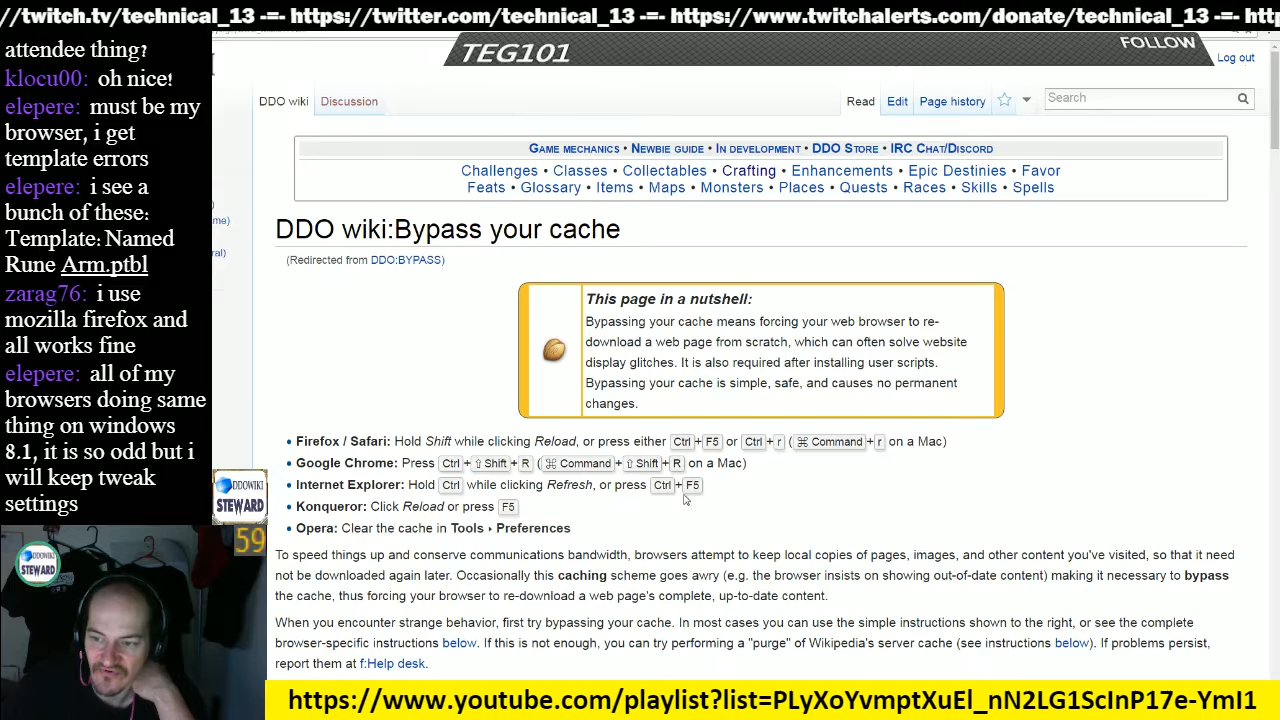 //twitch.tv/technical_13 -=- https://twitter.com/technical_13 -=- https://www.twitchalerts.com/donate/technical_13 -=- http
attendee thing?
klocu00: oh nice!
elepere: must be my
browser, i get
template errors
elepere: i see a
bunch of these:
Template: Named
Rune Arm.ptbl
zarag76: i use
mozilla firefox and
all works fine
elepere: all of my
browsers doing same
thing on windows
8.1, it is so odd but i
will keep tweak
settings
TEG101
FOLLOW
Log out
DDO wiki Discussion
Read Edit Page history
Search
Game mechanics • Newbie guide • In development • DDO Store • IRC Chat/Discord
Challenges • Classes • Collectables • Crafting • Enhancements • Epic Destinies • Favor
Feats • Glossary • Items • Maps • Monsters • Places • Quests • Races • Skills • Spells
DDO wiki:Bypass your cache
(Redirected from DDO:BYPASS)
This page in a nutshell:
Bypassing your cache means forcing your web browser to re-
download a web page from scratch, which can often solve website
display glitches. It is also required after installing user scripts.
Bypassing your cache is simple, safe, and causes no permanent
changes.
• Firefox / Safari: Hold Shift while clicking Reload, or press either Ctrl+F5 or Ctrl+r (⌘ Command+r on a Mac)
• Google Chrome: Press Ctrl+⇧ Shift+R (⌘ Command+⇧ Shift+R on a Mac)
• Internet Explorer: Hold Ctrl while clicking Refresh, or press Ctrl+F5
• Konqueror: Click Reload or press F5
• Opera: Clear the cache in Tools ▸ Preferences
To speed things up and conserve communications bandwidth, browsers attempt to keep local copies of pages, images, and other content you've visited, so that it need
not be downloaded again later. Occasionally this caching scheme goes awry (e.g. the browser insists on showing out-of-date content) making it necessary to bypass
the cache, thus forcing your browser to re-download a web page's complete, up-to-date content.
When you encounter strange behavior, first try bypassing your cache. In most cases you can use the simple instructions shown to the right, or see the complete
browser-specific instructions below. If this is not enough, you can try performing a "purge" of Wikipedia's server cache (see instructions below). If problems persist,
report them at f:Help desk.
me)
ral)
DDOWIKI
STEWARD
59
DDOWIKI
STEWARD
https://www.youtube.com/playlist?list=PLyXoYvmptXuEl_nN2LG1ScInP17e-YmI1